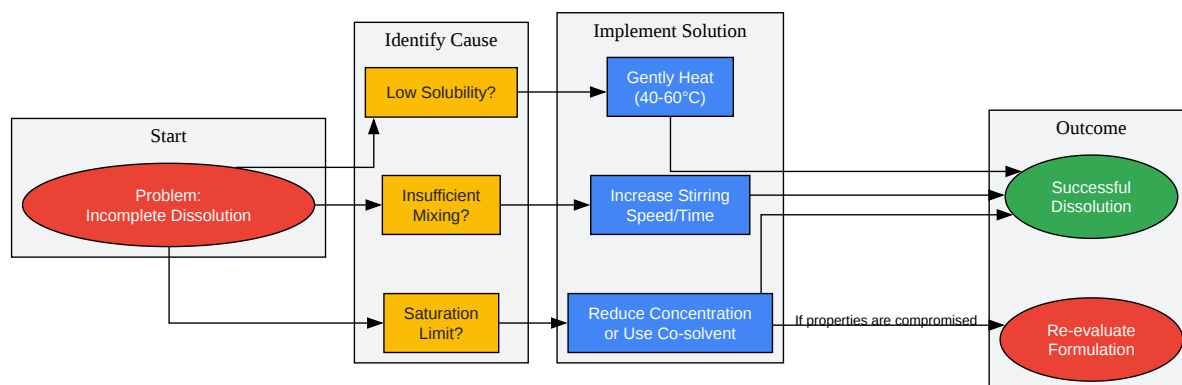 Start
Problem:
Incomplete Dissolution
Identify Cause
Low Solubility?
Insufficient
Mixing?
Saturation
Limit?
Implement Solution
Gently Heat
(40-60°C)
Increase Stirring
Speed/Time
Reduce Concentration
or Use Co-solvent
If properties are compromised
Outcome
Successful
Dissolution
Re-evaluate
Formulation